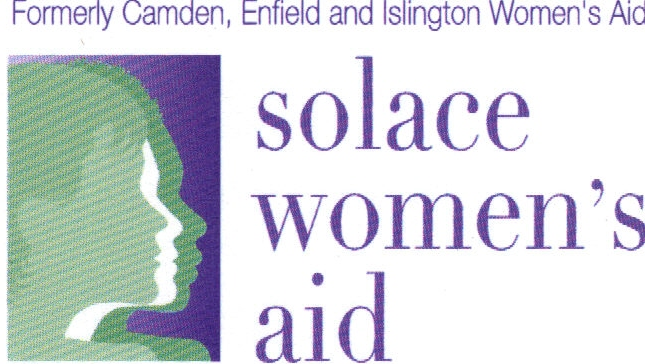 Formerly Camden, Enfield and Islington Women's Aid
solace
women's
aid